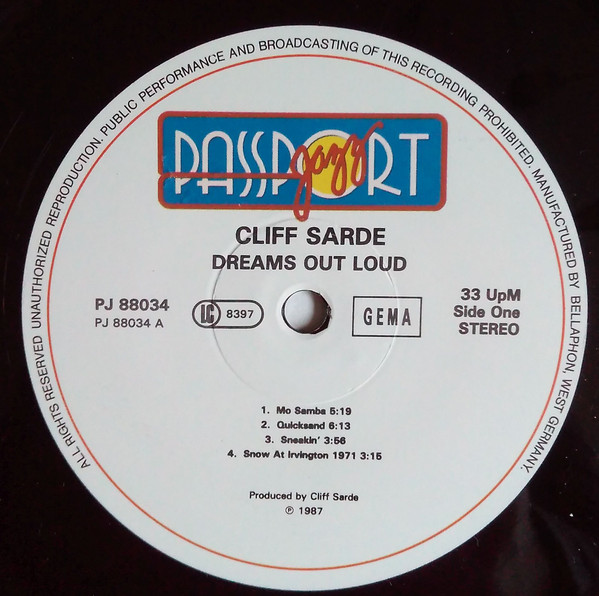 ALL RIGHTS RESERVED UNAUTHORIZED REPRODUCTION. PUBLIC PERFORMANCE AND BROADCASTING OF THIS RECORDING PROHIBITED. MANUFACTURED BY BELLAPHON, WEST GERMANY.
PASSPORT
jazz
CLIFF SARDE
DREAMS OUT LOUD
PJ 88034
PJ 88034 A
LC 8397
GEMA
33 UpM
Side One
STEREO
1. Mo Samba 5:19
2. Quicksand 6:13
3. Sneakin' 3:56
4. Snow At Irvington 1971 3:15
Produced by Cliff Sarde
℗ 1987